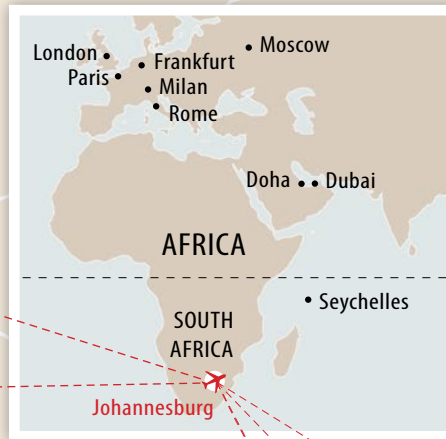 London
Moscow
Paris
Frankfurt
Milan
Rome
Doha
Dubai
AFRICA
Seychelles
SOUTH
AFRICA
Johannesburg